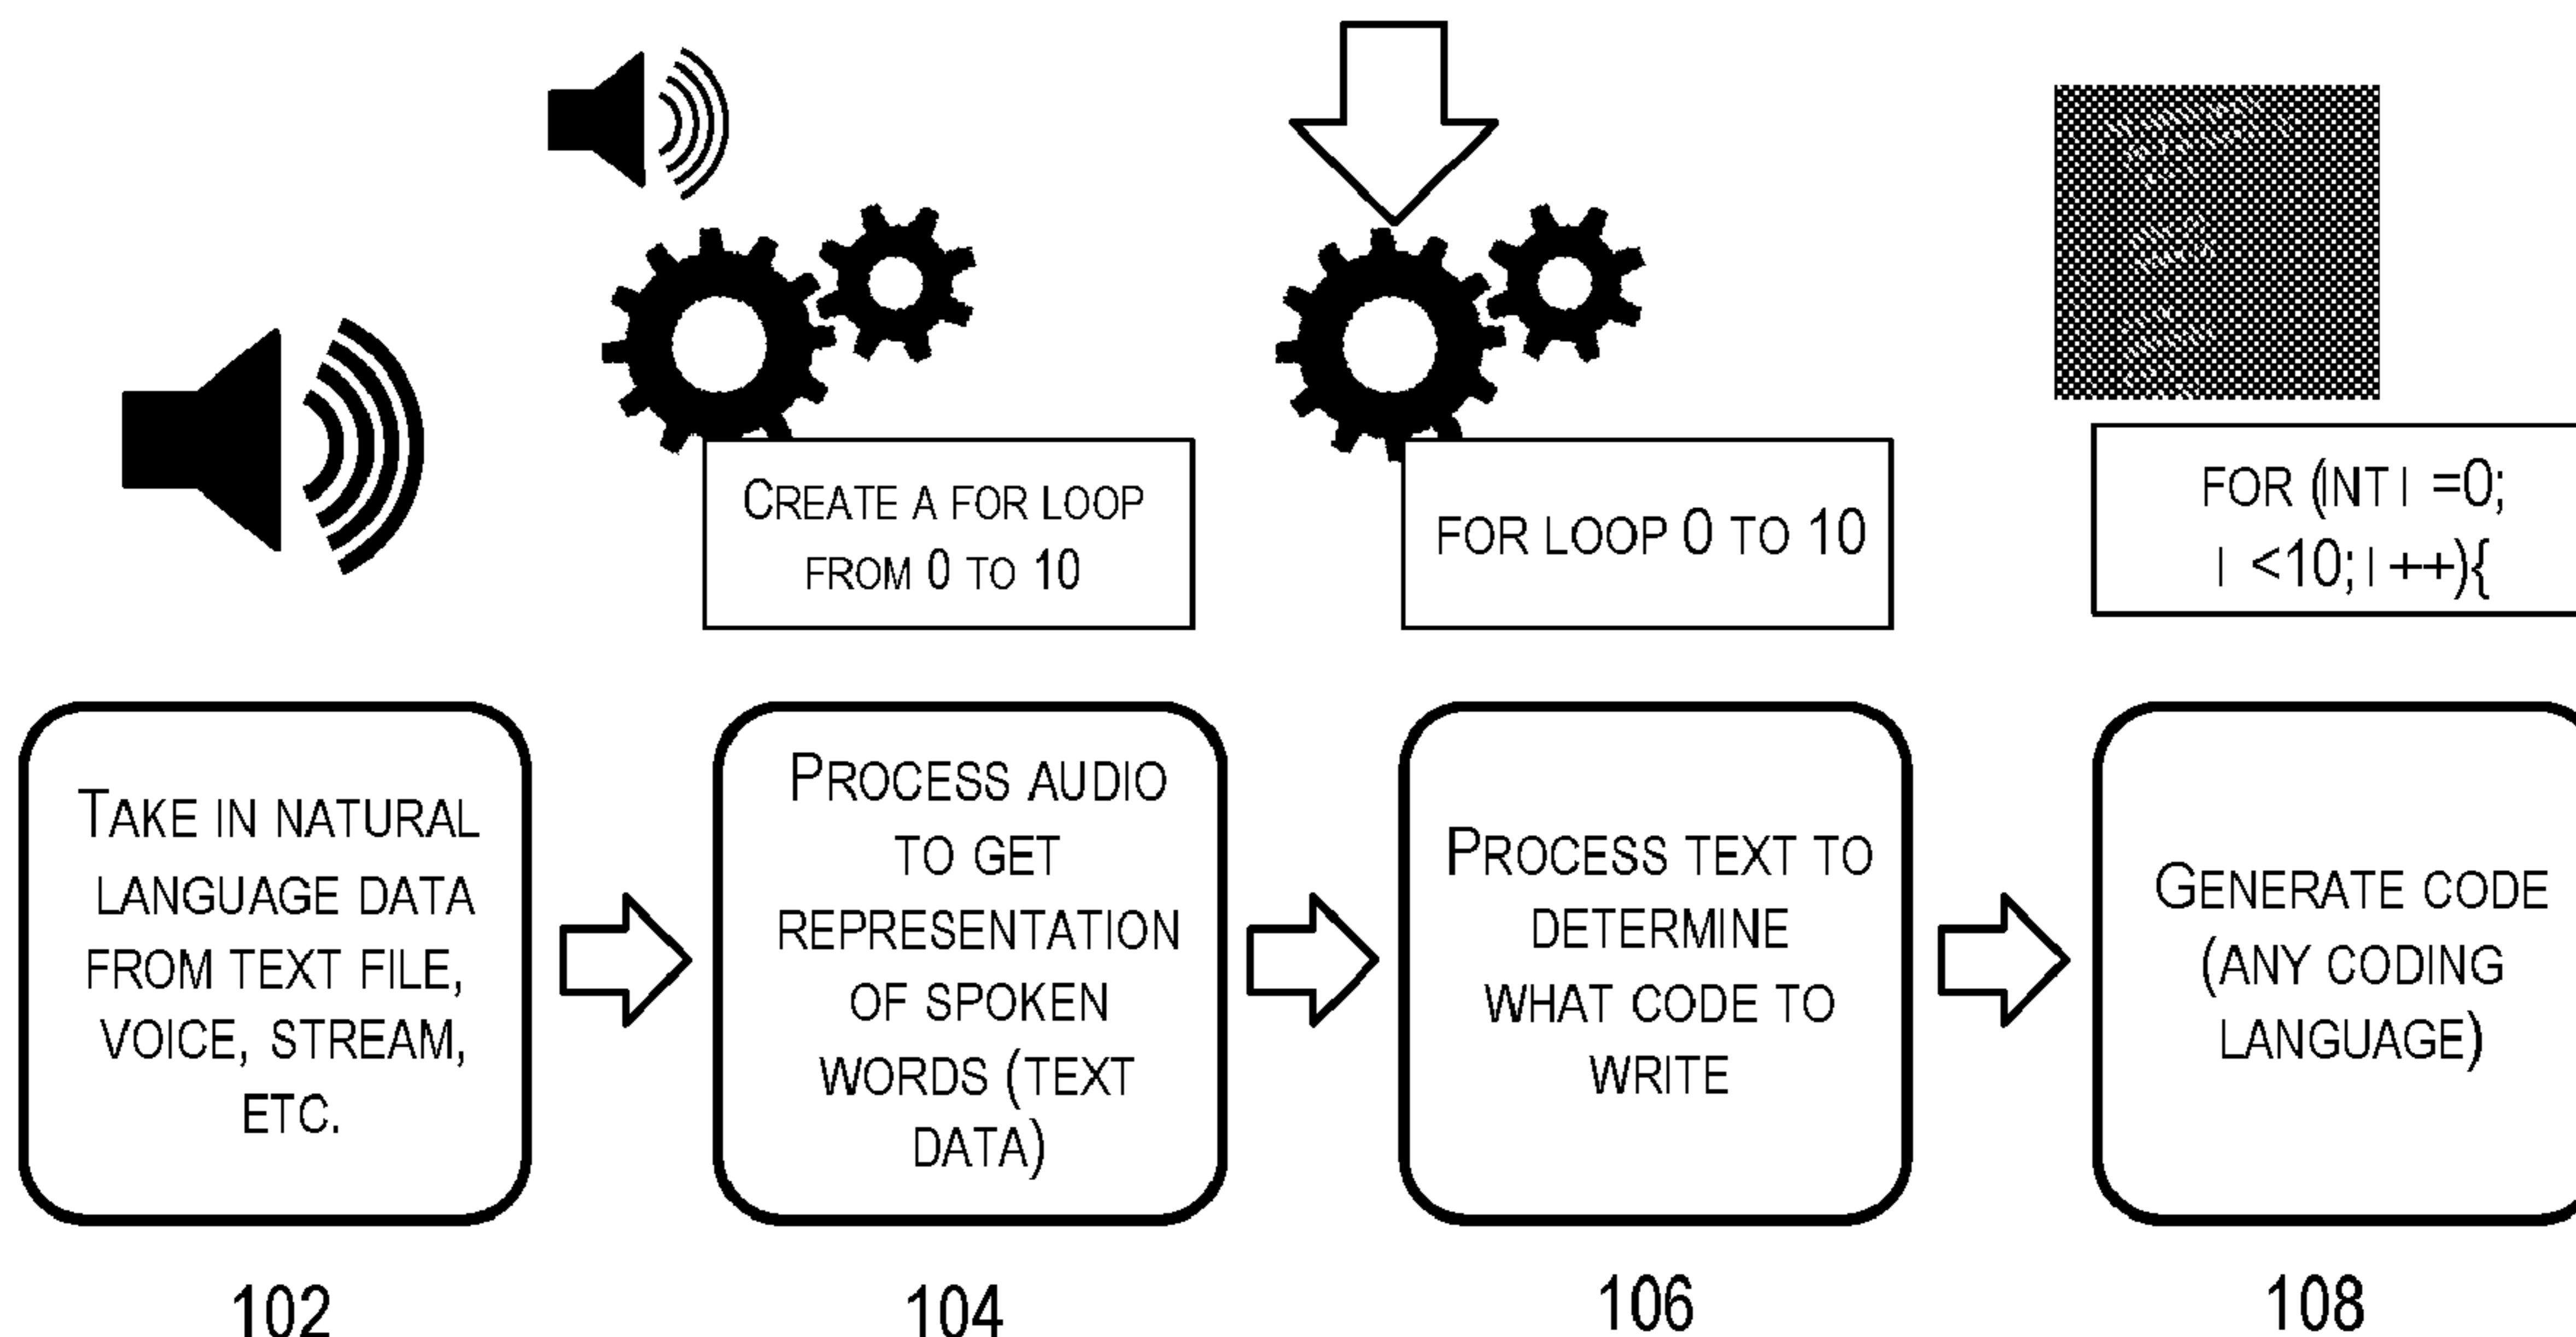 CREATE A FOR LOOP
FROM 0 TO 10
FOR LOOP 0 TO 10
FOR (INT I =0;
I <10; I ++){
TAKE IN NATURAL
LANGUAGE DATA
FROM TEXT FILE,
VOICE, STREAM,
ETC.
PROCESS AUDIO
TO GET
REPRESENTATION
OF SPOKEN
WORDS (TEXT
DATA)
PROCESS TEXT TO
DETERMINE
WHAT CODE TO
WRITE
GENERATE CODE
(ANY CODING
LANGUAGE)
102
104
106
108